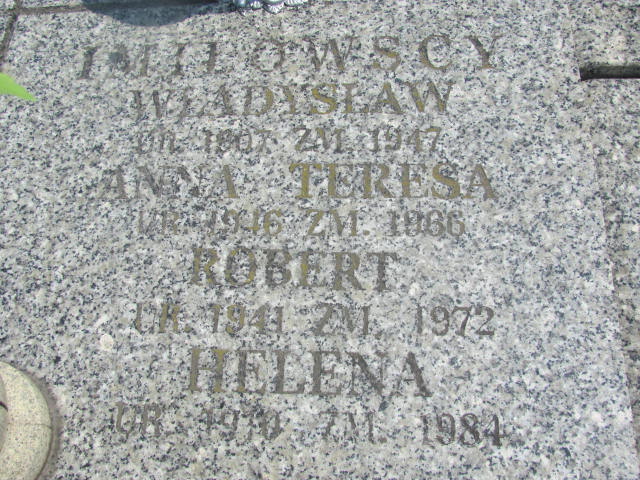 WŁADYSŁAW
UR. 1907 ZM. 1947
ANNA TERESA
UR. 1946 ZM. 1966
ROBERT
UR. 1941 ZM. 1972
HELENA
UR. 1910 ZM. 1984